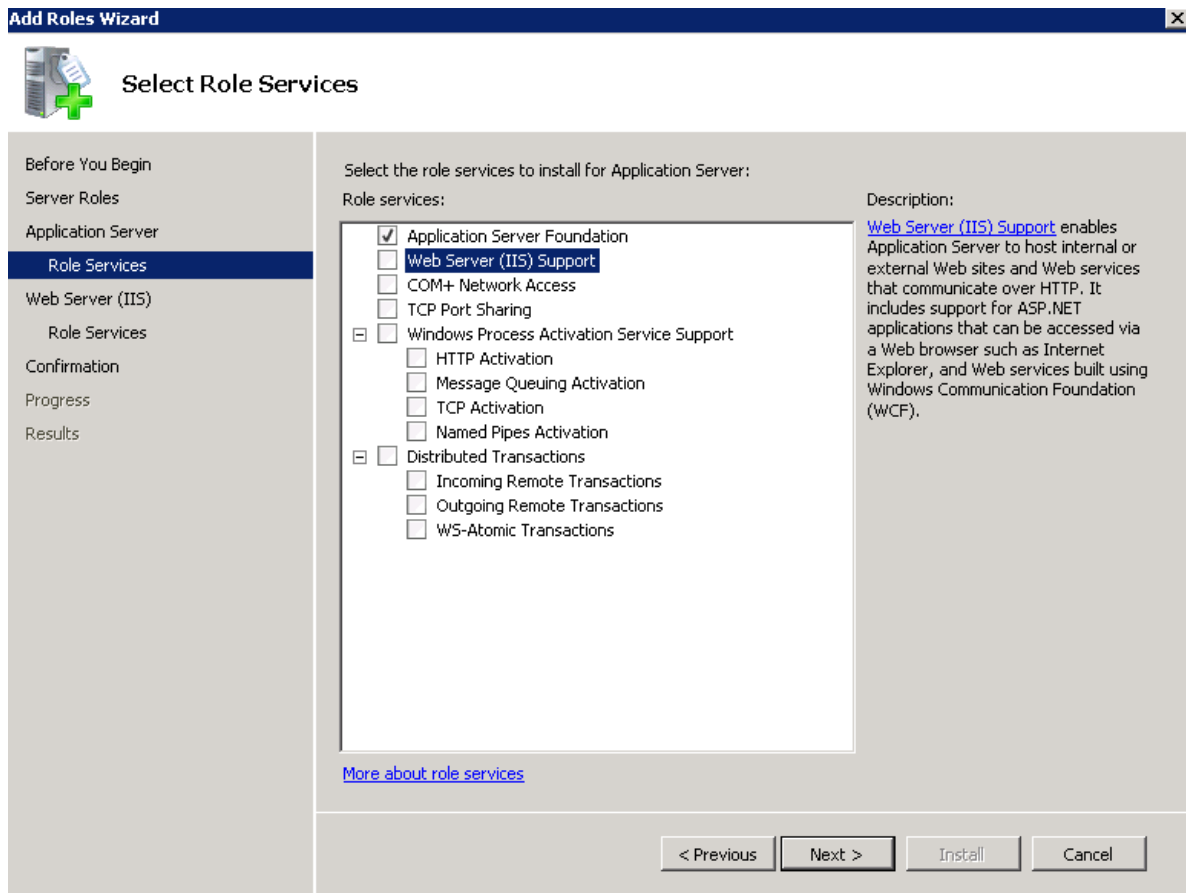 Add Roles Wizard
Select Role Services
Before You Begin
Server Roles
Application Server
Role Services
Web Server (IIS)
Role Services
Confirmation
Progress
Results
Select the role services to install for Application Server:
Role services:
Application Server Foundation
Web Server (IIS) Support
COM+ Network Access
TCP Port Sharing
Windows Process Activation Service Support
HTTP Activation
Message Queuing Activation
TCP Activation
Named Pipes Activation
Distributed Transactions
Incoming Remote Transactions
Outgoing Remote Transactions
WS-Atomic Transactions
More about role services
Description:
Web Server (IIS) Support enables
Application Server to host internal or
external Web sites and Web services
that communicate over HTTP. It
includes support for ASP.NET
applications that can be accessed via
a Web browser such as Internet
Explorer, and Web services built using
Windows Communication Foundation
(WCF).
< Previous
Next >
Install
Cancel